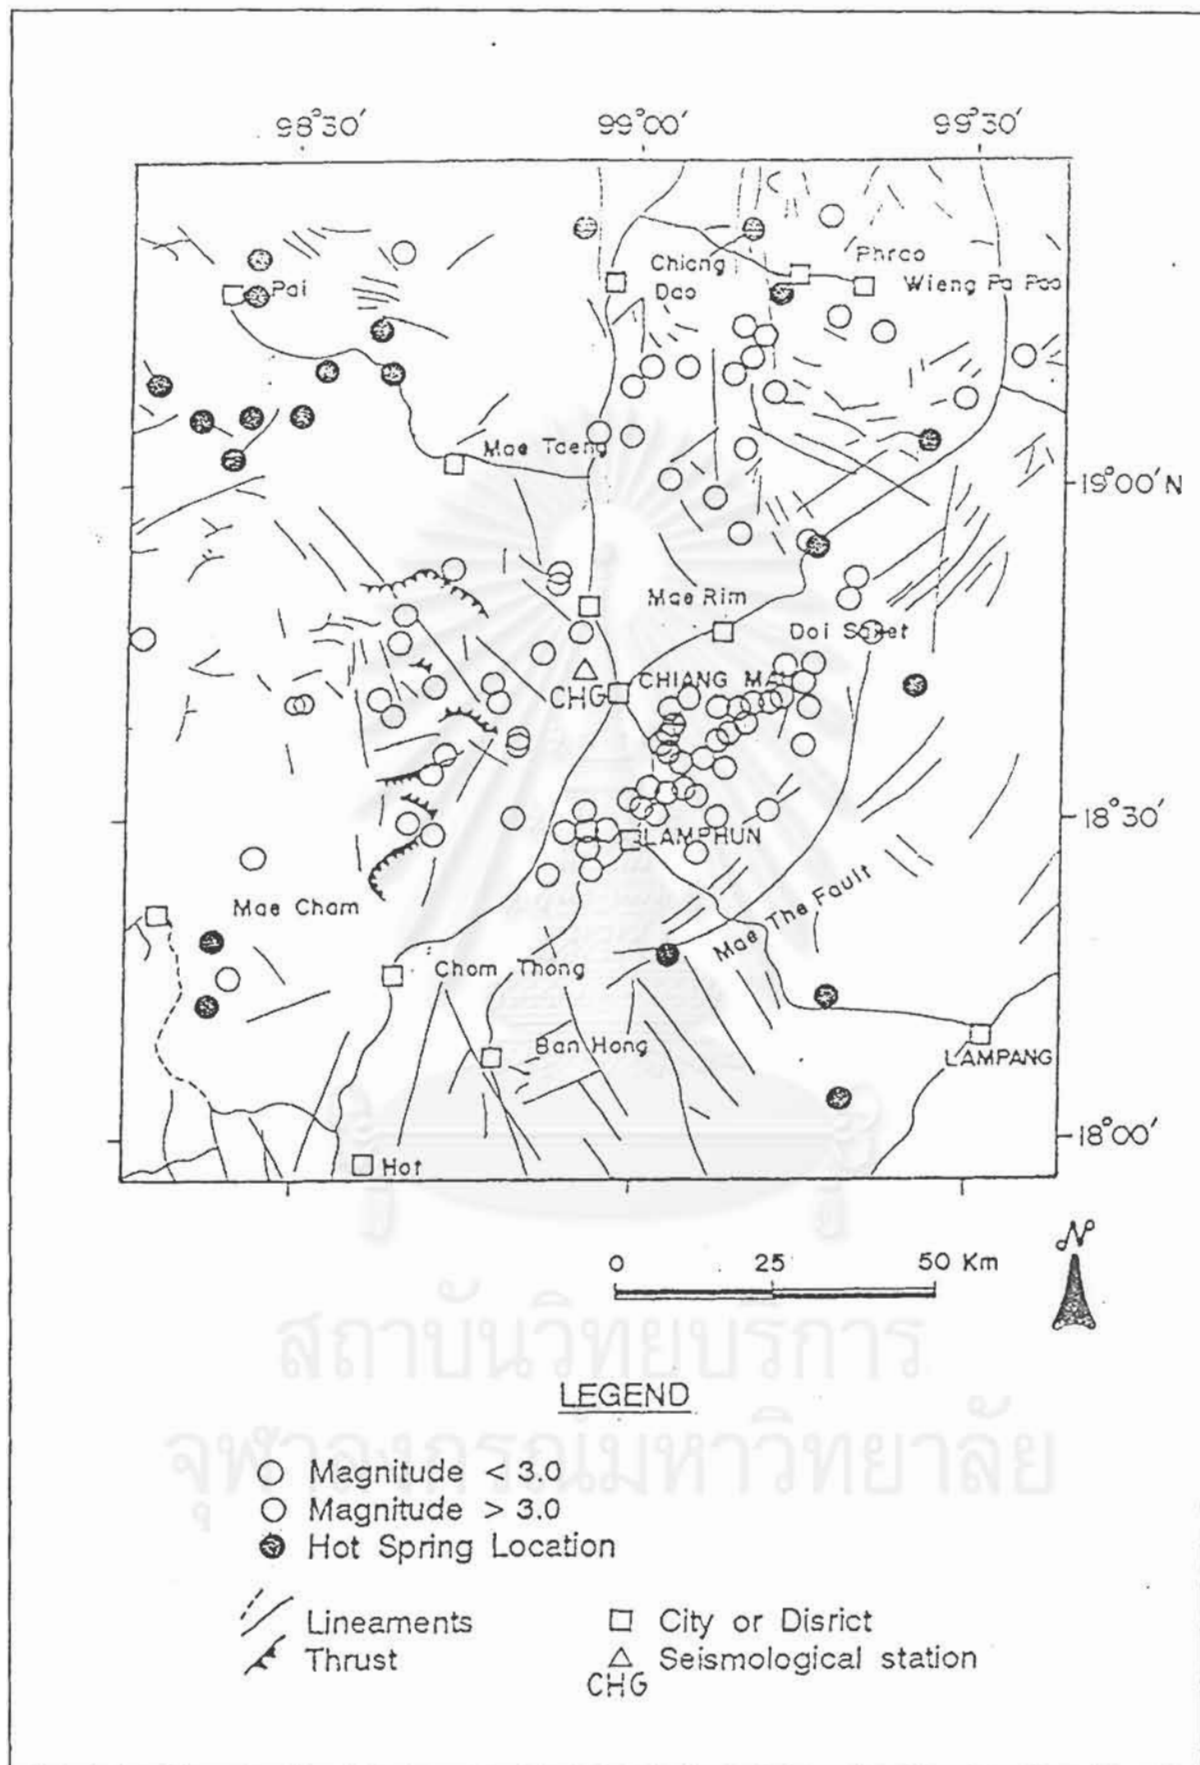 98°30′ 99°00′ 99°30′
Phrao
Chiang
Dao
Wieng Pa Pao
Pai
Mae Taeng
19°00′N
Mae Rim
Doi Saket
CHIANG MAI
CHG
18°30′
LAMPHUN
Mae The Fault
Mae Cham
Chom Thong
Ban Hong
LAMPANG
18°00′
Hot
N
0 25 50 Km
สถาบันวิทยบริการ
LEGEND
จุฬาลงกรณ์มหาวิทยาลัย
Magnitude < 3.0
Magnitude > 3.0
Hot Spring Location
Lineaments
Thrust
City or Disrict
Seismological station
CHG